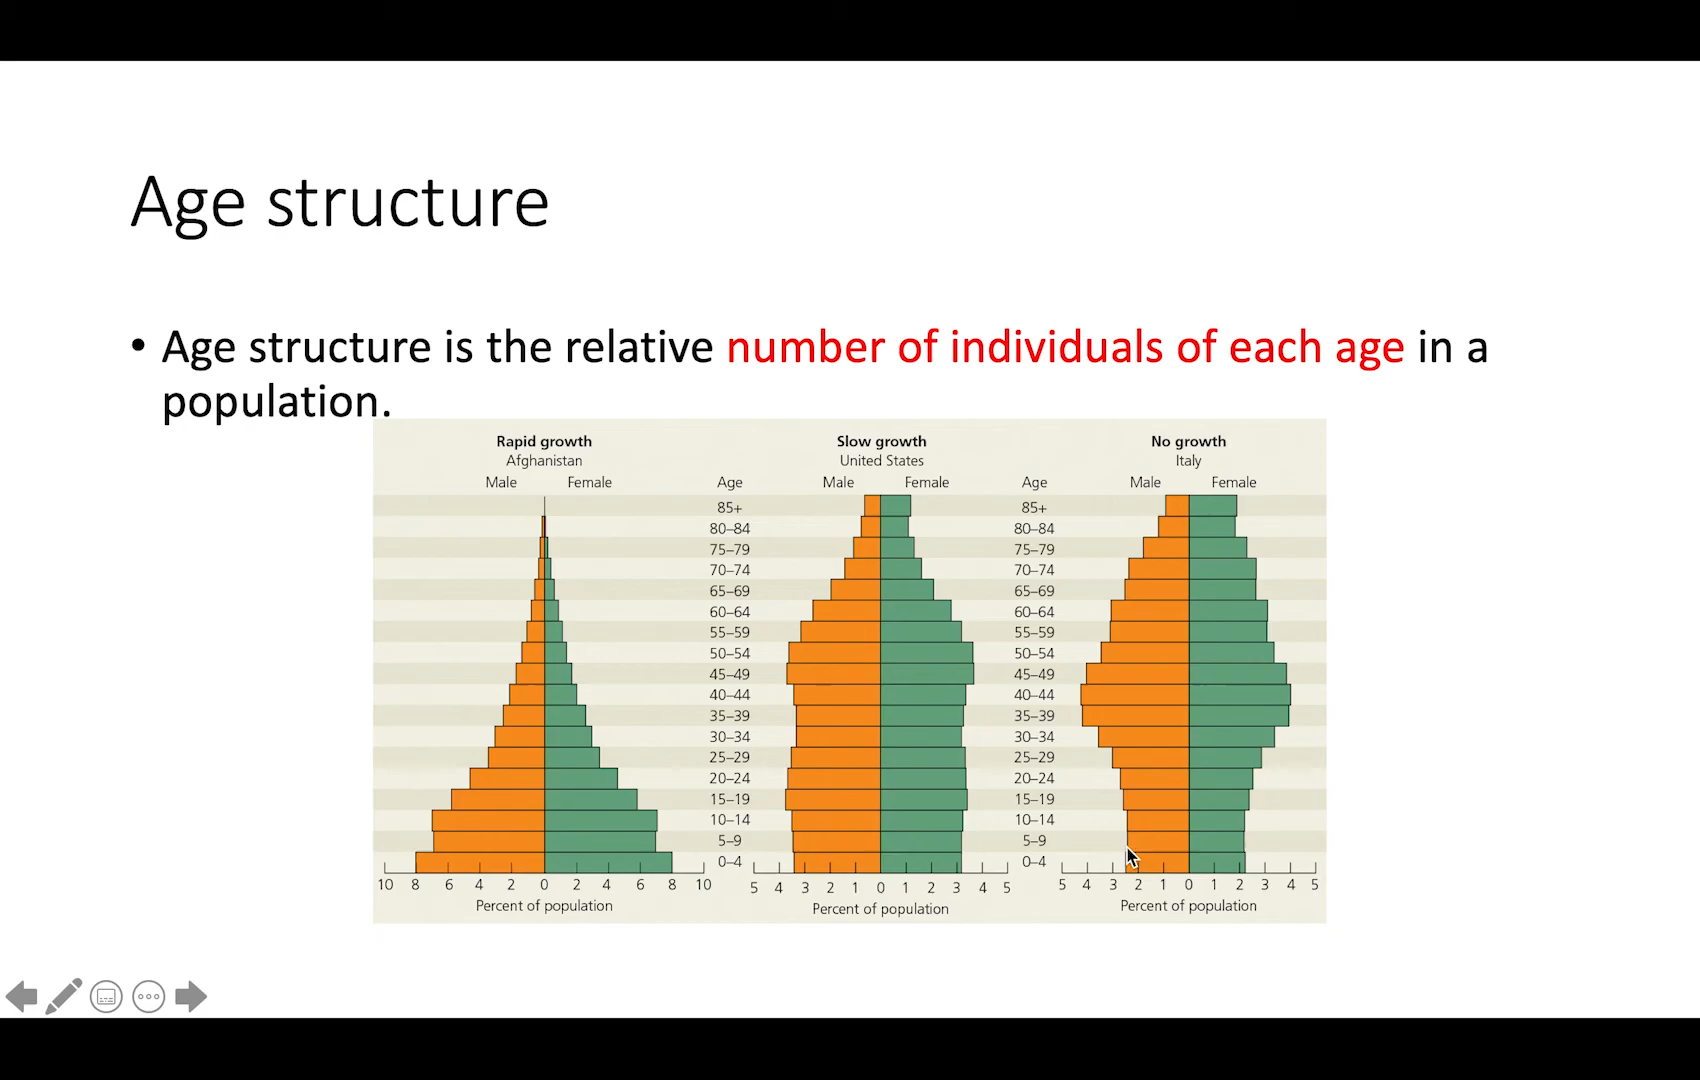 Age structure
• Age structure is the relative number of individuals of each age in a
population.
Rapid growth
Afghanistan
Male Female
Slow growth
United States
Male Female
No growth
Italy
Male Female
Age
85+
80–84
75–79
70–74
65–69
60–64
55–59
50–54
45–49
40–44
35–39
30–34
25–29
20–24
15–19
10–14
5–9
0–4
Age
85+
80–84
75–79
70–74
65–69
60–64
55–59
50–54
45–49
40–44
35–39
30–34
25–29
20–24
15–19
10–14
5–9
0–4
10 8 6 4 2 0 2 4 6 8 10
Percent of population
5 4 3 2 1 0 1 2 3 4 5
Percent of population
5 4 3 2 1 0 1 2 3 4 5
Percent of population